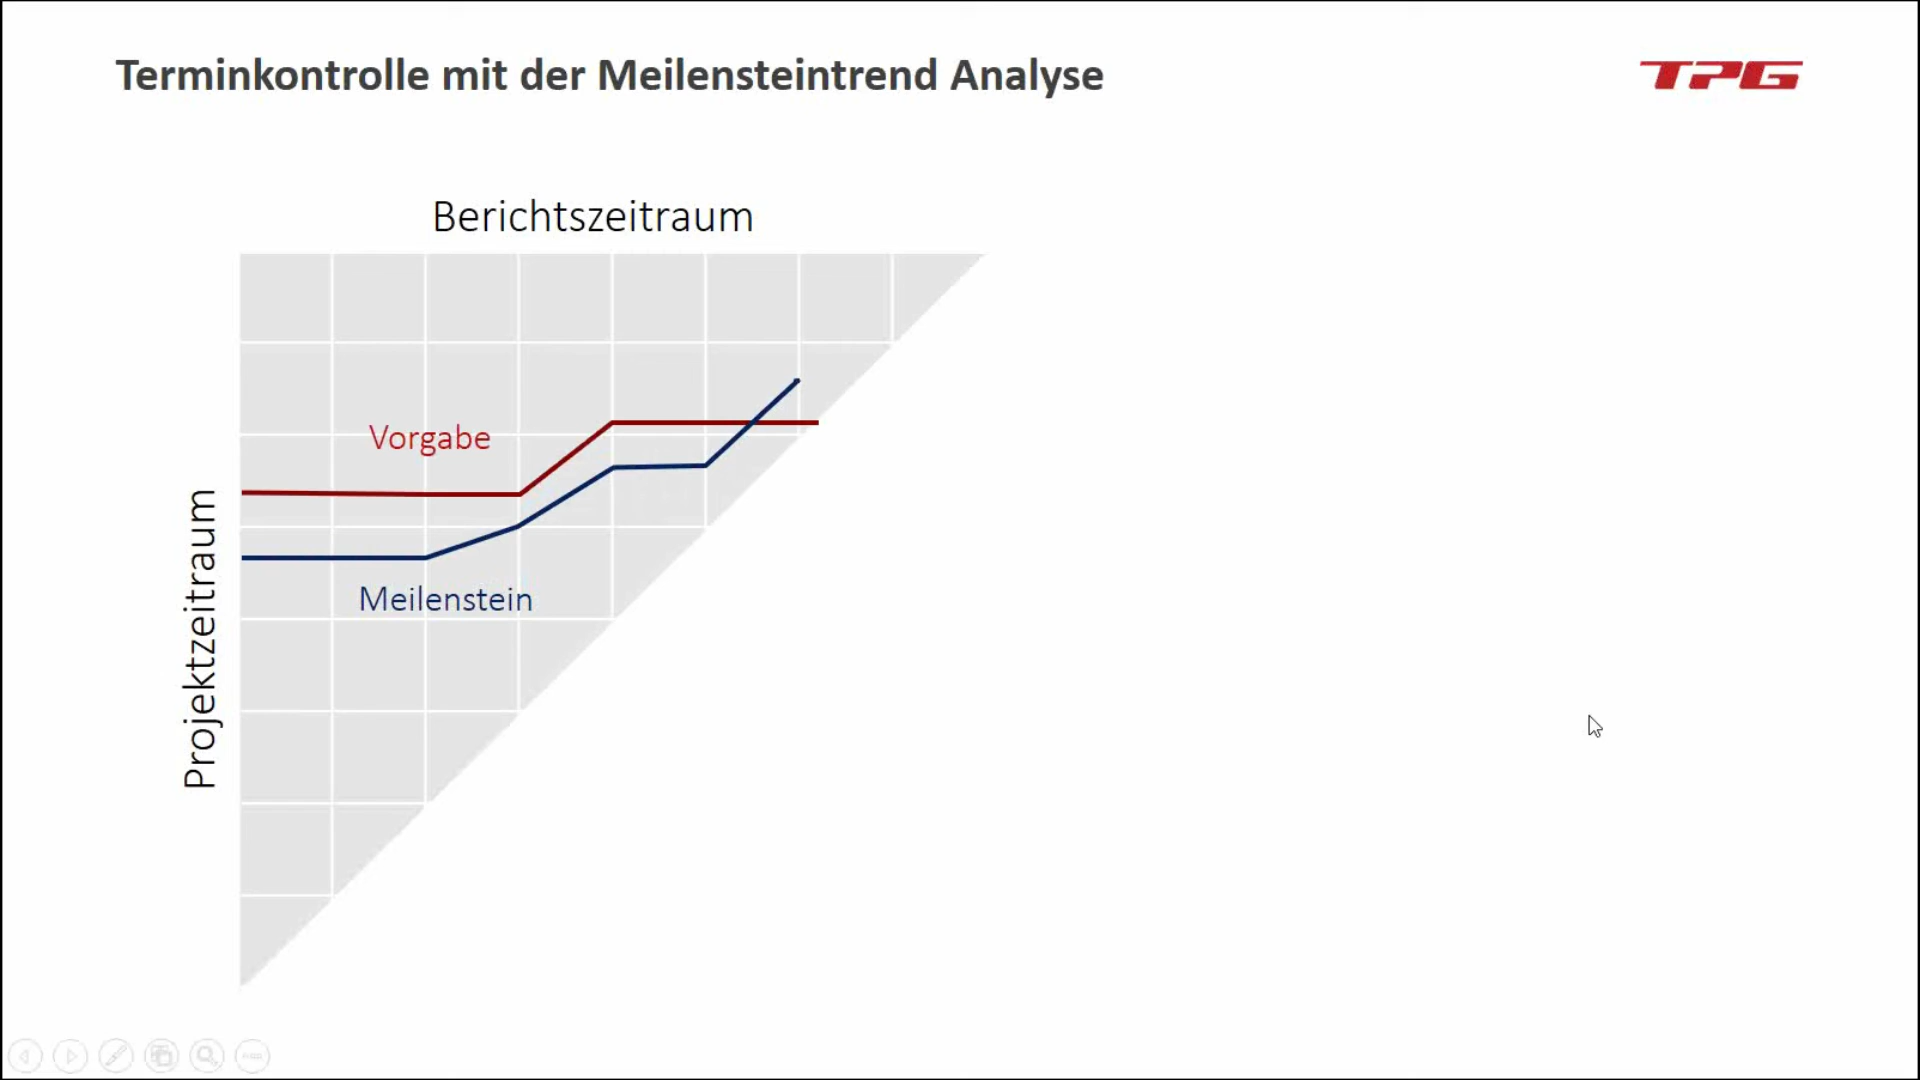 Terminkontrolle mit der Meilensteintrend Analyse
TPG
Berichtszeitraum
Vorgabe
Projektzeitraum
Meilenstein